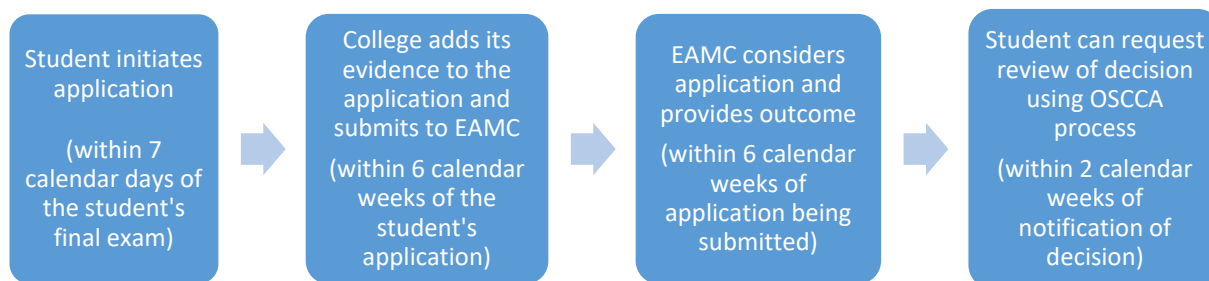 Student initiates
application
(within 7
calendar days of
the student's
final exam)
College adds its
evidence to the
application and
submits to EAMC
(within 6 calendar
weeks of the
student's
application)
EAMC considers
application and
provides outcome
(within 6 calendar
weeks of
application being
submitted)
Student can request
review of decision
using OSCCA
process
(within 2 calendar
weeks of
notification of
decision)